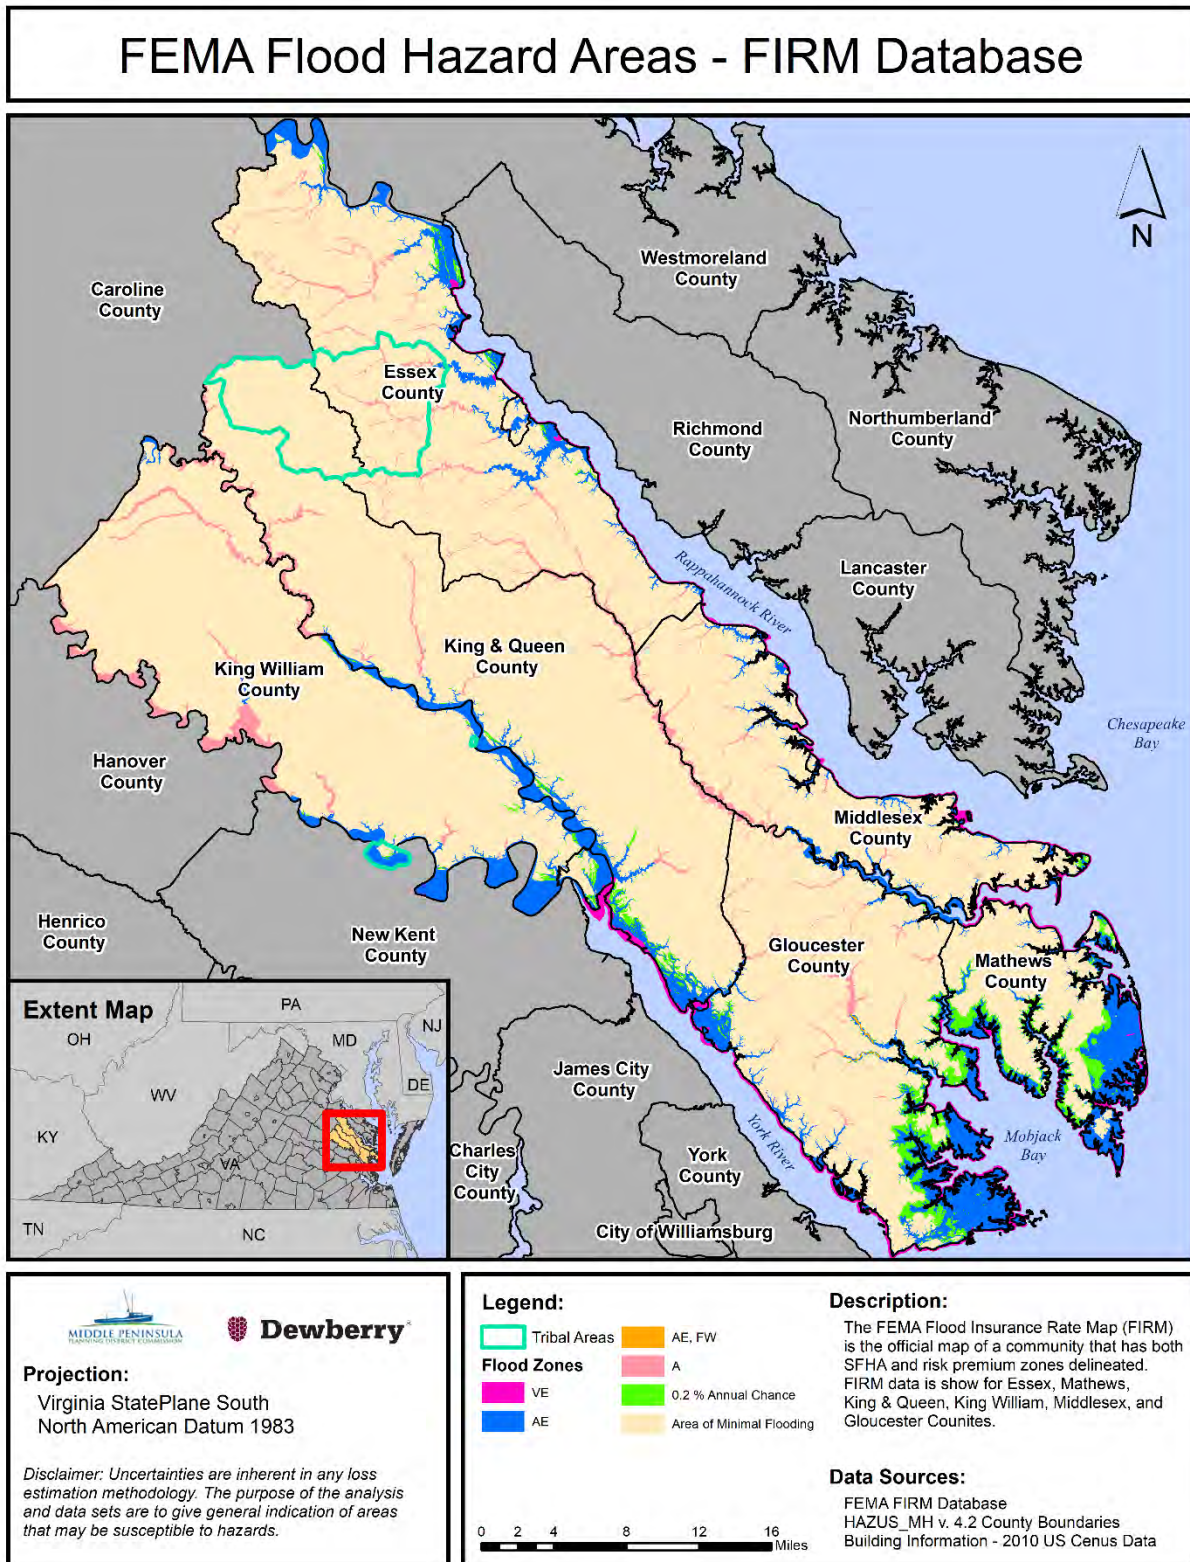 FEMA Flood Hazard Areas - FIRM Database
N
Westmoreland
County
Caroline
County
Essex
County
Richmond
County
Northumberland
County
Lancaster
County
Rappahannock River
King & Queen
County
King William
County
Chesapeake
Bay
Hanover
County
Middlesex
County
Henrico
County
New Kent
County
Gloucester
County
Mathews
County
James City
County
York River
Mobjack
Bay
Charles
City
County
York
County
City of Williamsburg
Extent Map
PA
NJ
OH
MD
DE
WV
KY
VA
TN
NC
MIDDLE PENINSULA
PLANNING DISTRICT COMMISSION
Dewberry
Projection:
Virginia StatePlane South
North American Datum 1983
Disclaimer: Uncertainties are inherent in any loss
estimation methodology. The purpose of the analysis
and data sets are to give general indication of areas
that may be susceptible to hazards.
Legend:
Tribal Areas
Flood Zones
VE
AE
AE, FW
A
0.2 % Annual Chance
Area of Minimal Flooding
0 2 4 8 12 16
Miles
Description:
The FEMA Flood Insurance Rate Map (FIRM)
is the official map of a community that has both
SFHA and risk premium zones delineated.
FIRM data is show for Essex, Mathews,
King & Queen, King William, Middlesex, and
Gloucester Counites.
Data Sources:
FEMA FIRM Database
HAZUS_MH v. 4.2 County Boundaries
Building Information - 2010 US Cenus Data